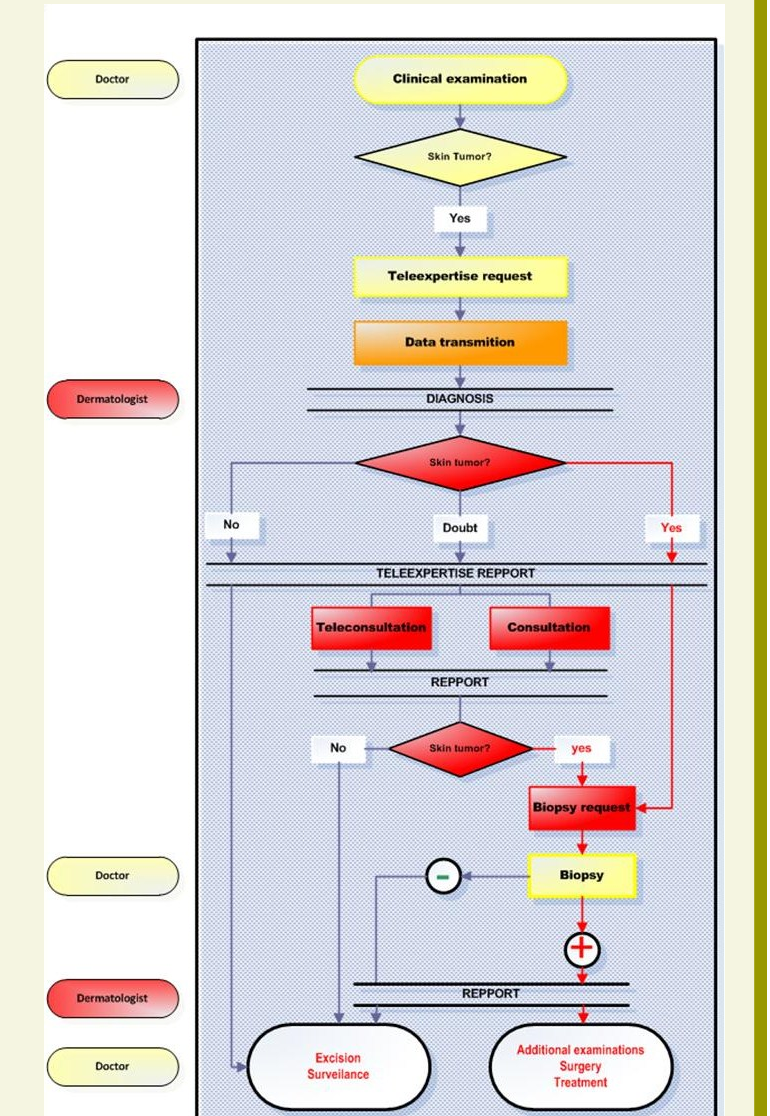 Doctor
Clinical examination
Skin Tumor?
Yes
Teleexpertise request
Data transmition
Dermatologist
DIAGNOSIS
Skin tumor?
No
Doubt
Yes
TELEEXPERTISE REPPORT
Teleconsultation
Consultation
REPPORT
No
Skin tumor?
yes
Biopsy request
Doctor
−
Biopsy
+
Dermatologist
REPPORT
Doctor
Excision
Surveilance
Additional examinations
Surgery
Treatment